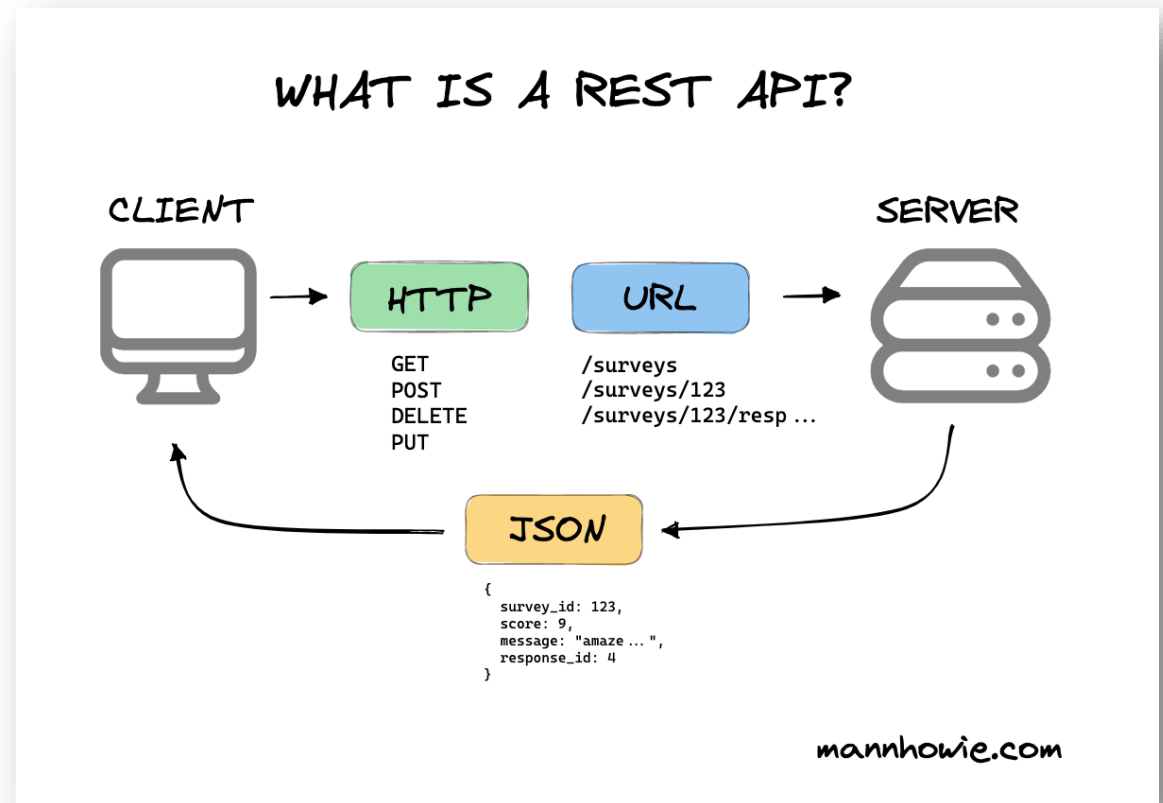 WHAT IS A REST API?
CLIENT
SERVER
HTTP
URL
GET
POST
DELETE
PUT
/surveys
/surveys/123
/surveys/123/resp...
JSON
{
survey_id: 123,
score: 9,
message: "amaze...",
response_id: 4
}
mannhowie.com